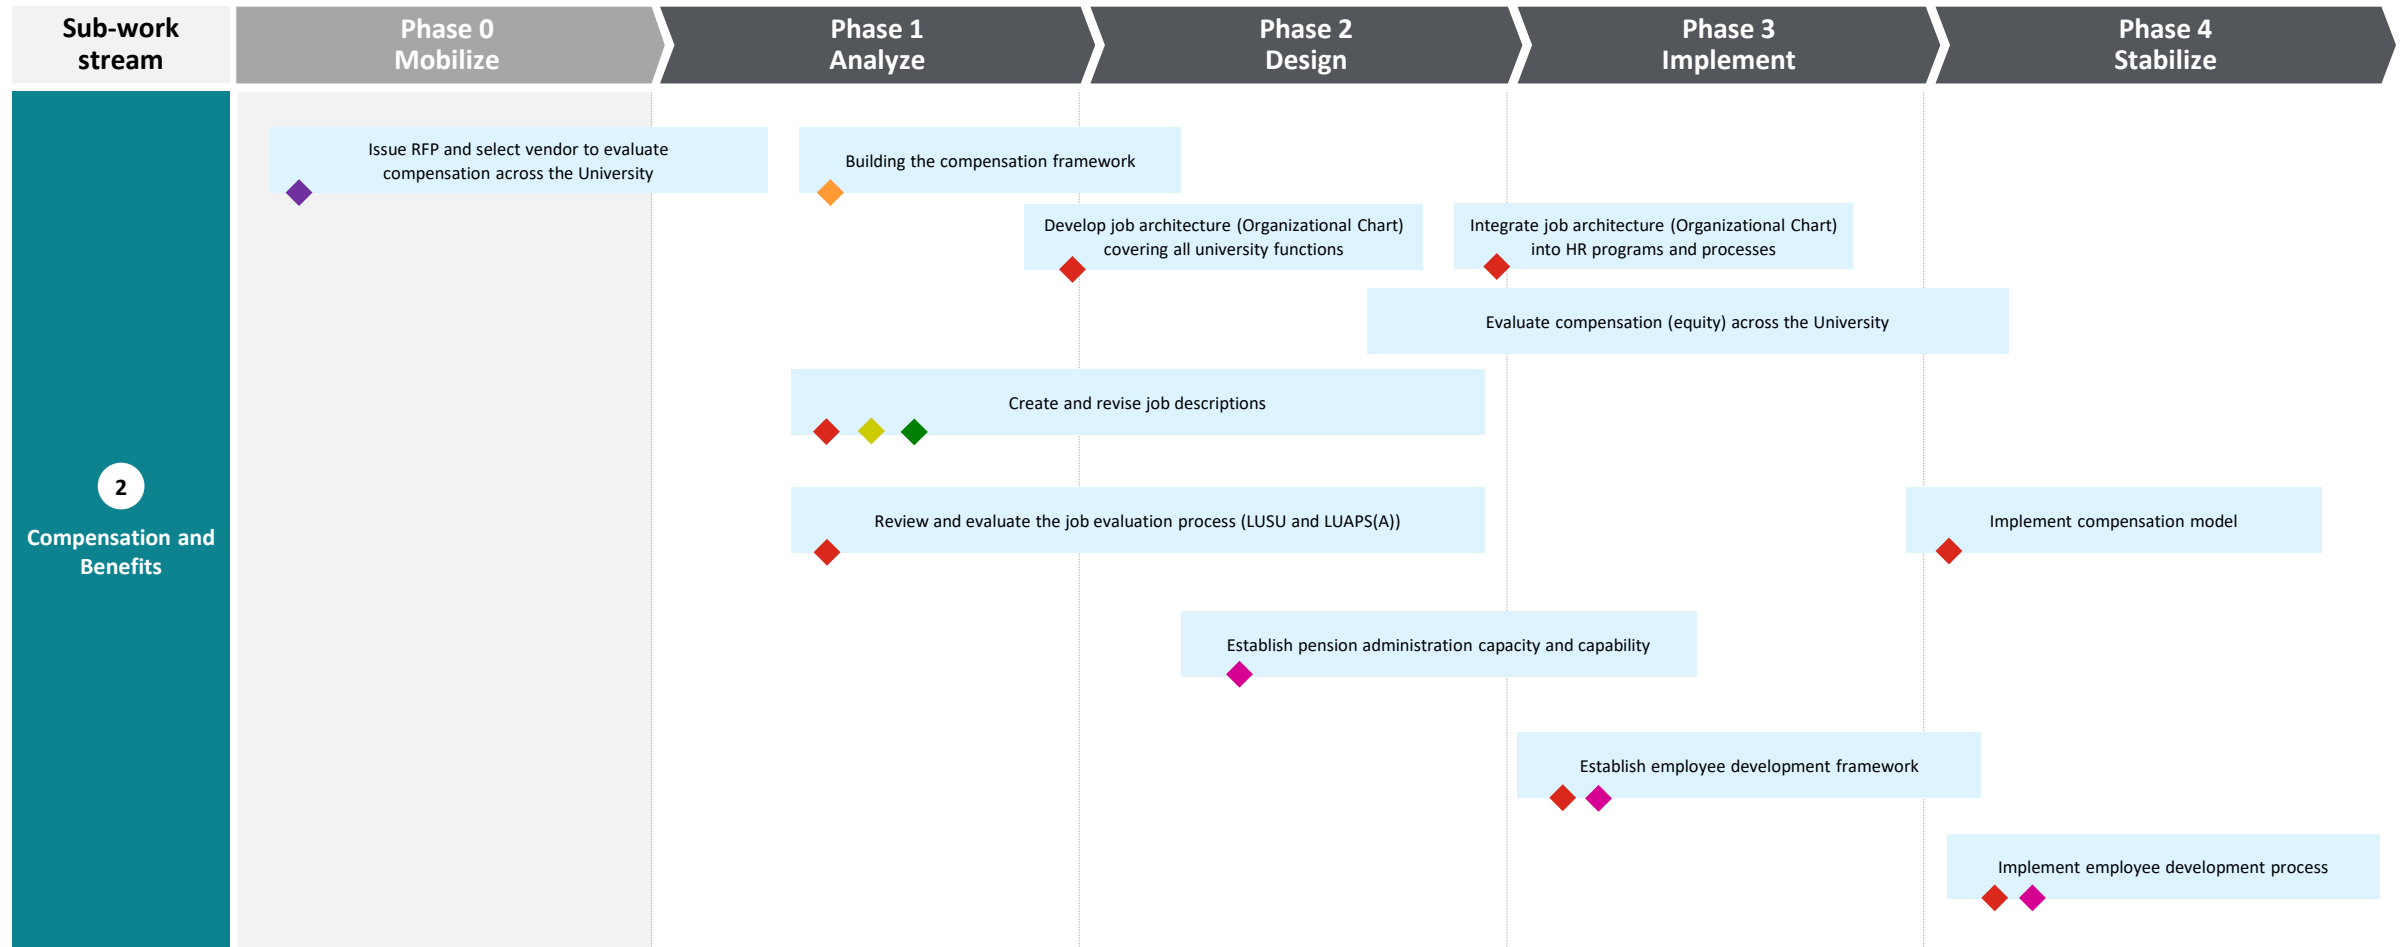 Sub-work
stream
Phase 0
Mobilize
Phase 1
Analyze
Phase 2
Design
Phase 3
Implement
Phase 4
Stabilize
Issue RFP and select vendor to evaluate
compensation across the University
Building the compensation framework
Develop job architecture (Organizational Chart)
covering all university functions
Integrate job architecture (Organizational Chart)
into HR programs and processes
Evaluate compensation (equity) across the University
Create and revise job descriptions
2
Compensation and
Benefits
Review and evaluate the job evaluation process (LUSU and LUAPS(A))
Implement compensation model
Establish pension administration capacity and capability
Establish employee development framework
Implement employee development process